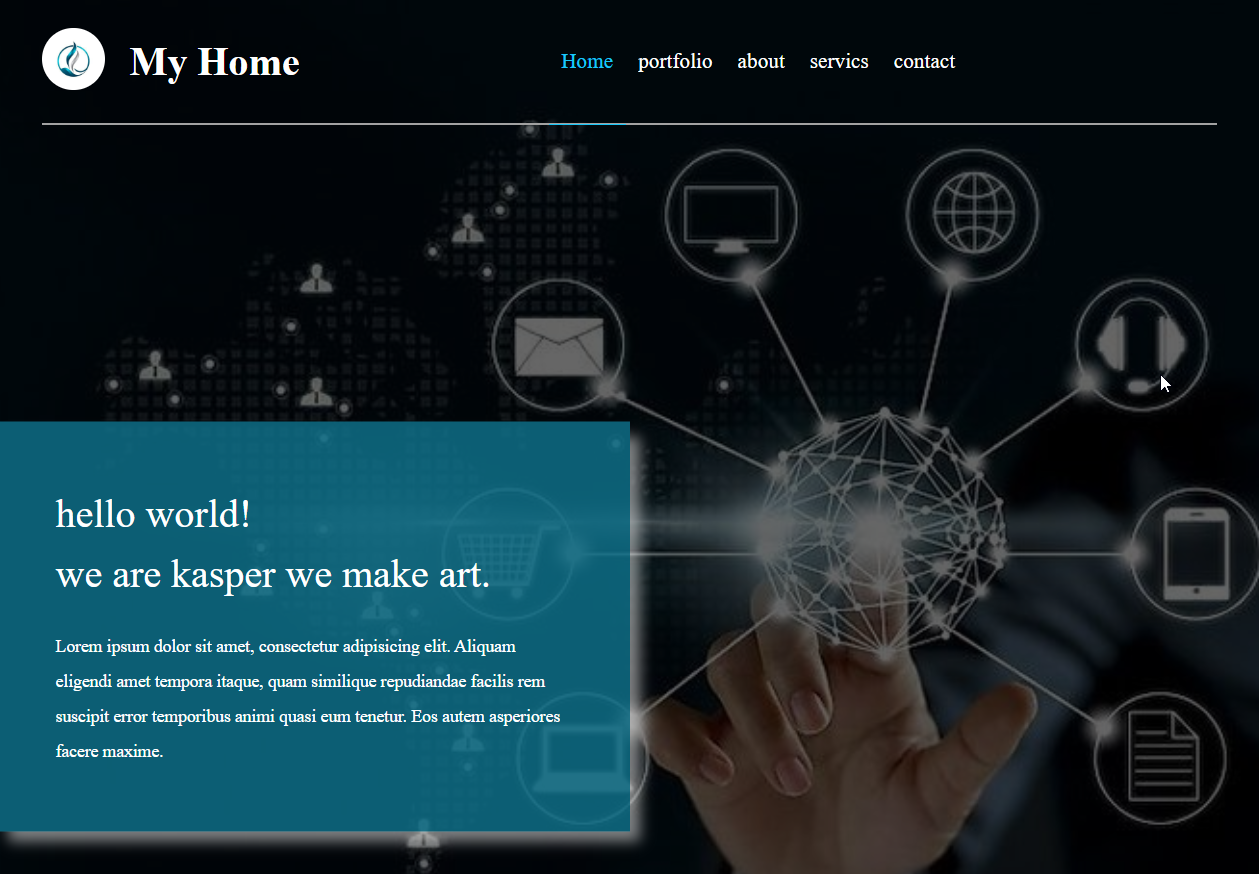 My Home
Home portfolio about servics contact
hello world!
we are kasper we make art.
Lorem ipsum dolor sit amet, consectetur adipisicing elit. Aliquam
eligendi amet tempora itaque, quam similique repudiandae facilis rem
suscipit error temporibus animi quasi eum tenetur. Eos autem asperiores
facere maxime.